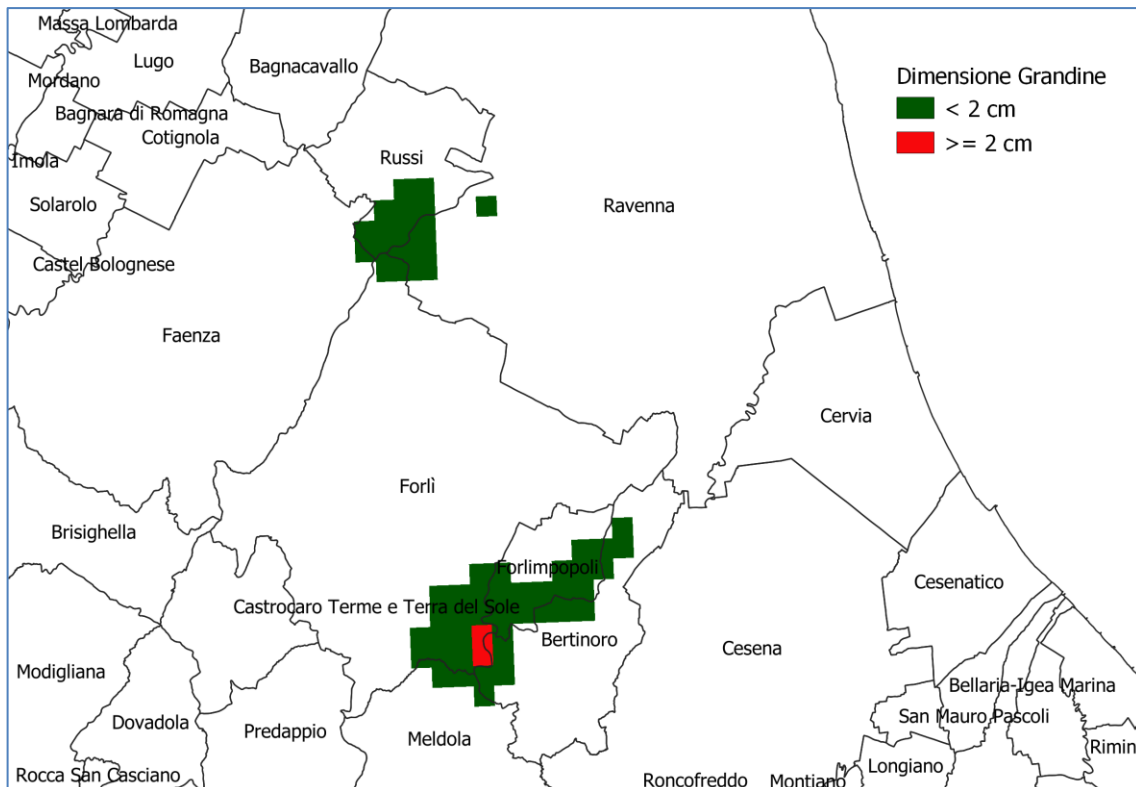 Massa Lombarda
Lugo
Bagnacavallo
Mordano
Dimensione Grandine
< 2 cm
>= 2 cm
Bagnara di Romagna
Cotignola
Imola
Russi
Solarolo
Ravenna
Castel Bolognese
Faenza
Cervia
Forlì
Brisighella
Forlimpopoli
Cesenatico
Castrocaro Terme e Terra del Sole
Bertinoro
Cesena
Modigliana
Bellaria-Igea Marina
San Mauro Pascoli
Dovadola
Predappio
Meldola
Rimin
Longiano
Rocca San Casciano
Roncofreddo
Montiano